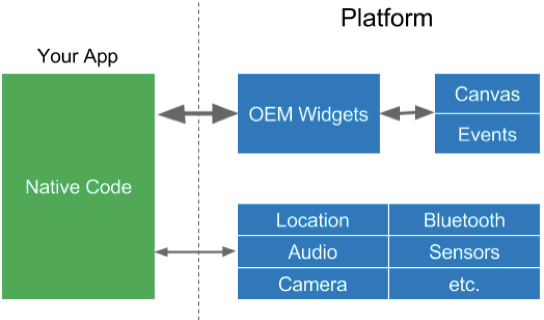 Platform
Your App
Native Code
OEM Widgets
Canvas
Events
Location
Bluetooth
Audio
Sensors
Camera
etc.